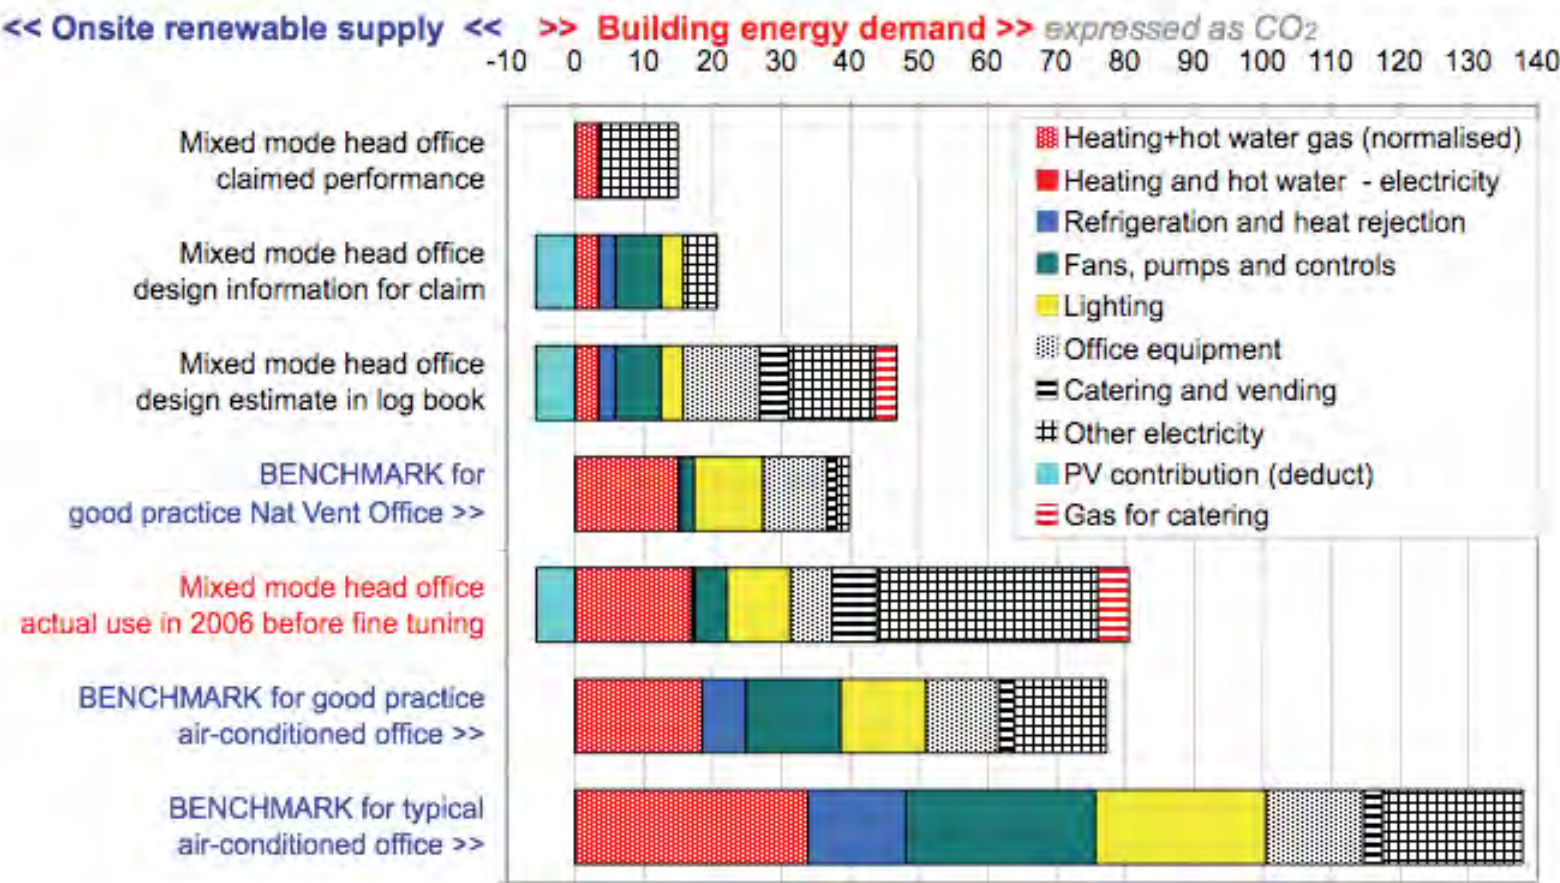 << Onsite renewable supply << >> Building energy demand >> expressed as CO2
-10 0 10 20 30 40 50 60 70 80 90 100 110 120 130 140
Mixed mode head office
claimed performance
Mixed mode head office
design information for claim
Mixed mode head office
design estimate in log book
BENCHMARK for
good practice Nat Vent Office >>
Mixed mode head office
actual use in 2006 before fine tuning
BENCHMARK for good practice
air-conditioned office >>
BENCHMARK for typical
air-conditioned office >>
Heating+hot water gas (normalised)
Heating and hot water - electricity
Refrigeration and heat rejection
Fans, pumps and controls
Lighting
Office equipment
Catering and vending
Other electricity
PV contribution (deduct)
Gas for catering